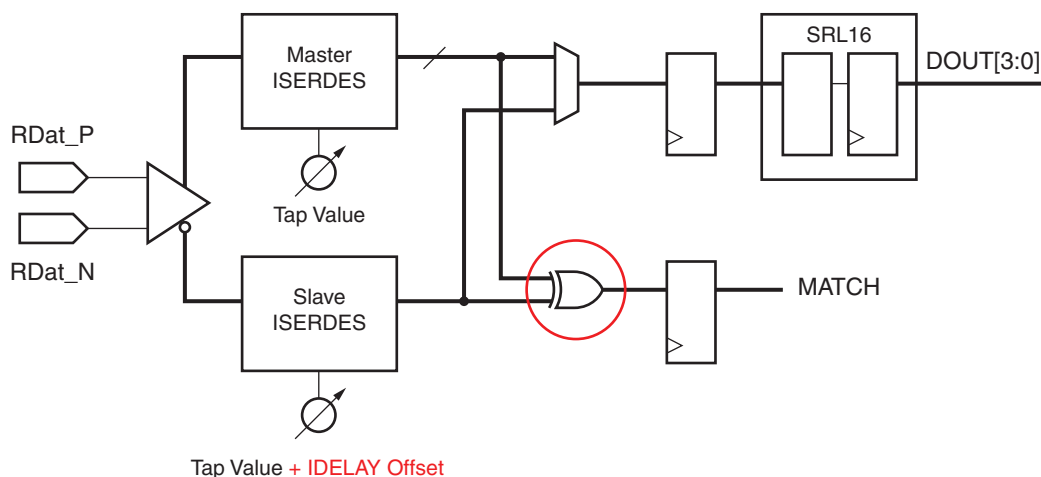 Master
ISERDES
SRL16
DOUT[3:0]
RDat_P
Tap Value
RDat_N
Slave
ISERDES
MATCH
Tap Value + IDELAY Offset